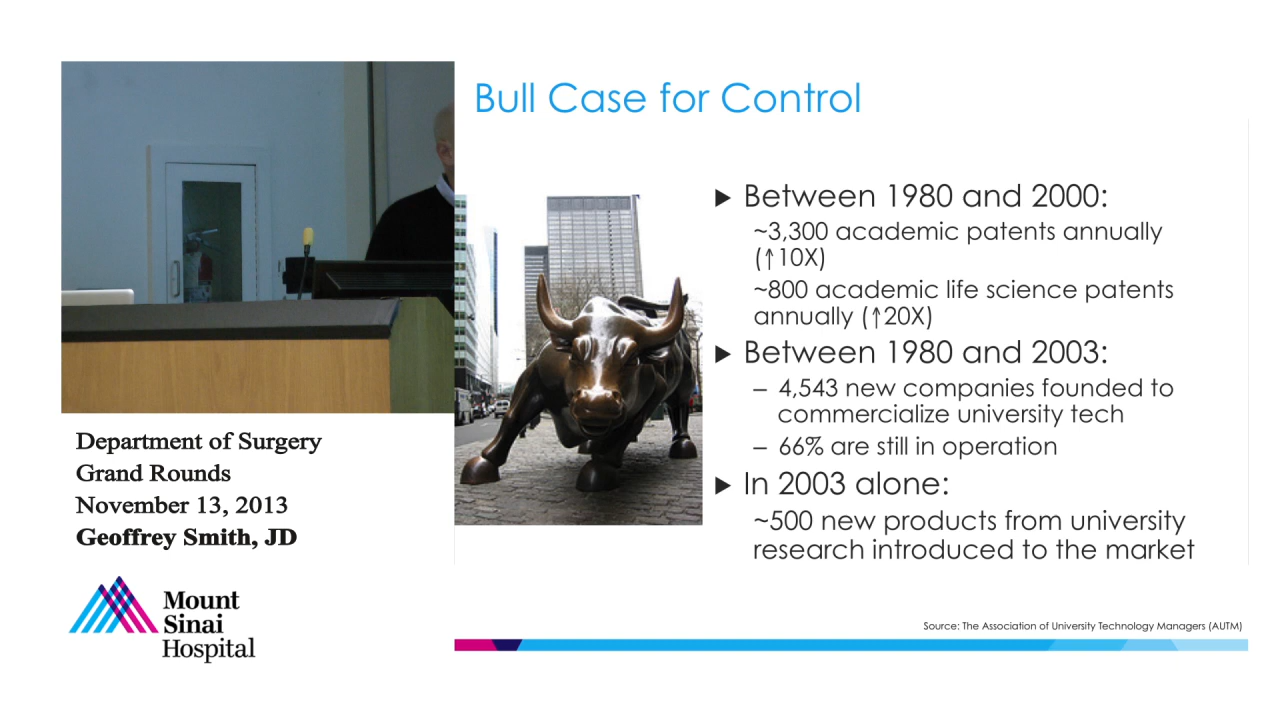 Bull Case for Control
▶ Between 1980 and 2000:
~3,300 academic patents annually
(↑10X)
~800 academic life science patents
annually (↑20X)
▶ Between 1980 and 2003:
– 4,543 new companies founded to
commercialize university tech
– 66% are still in operation
▶ In 2003 alone:
~500 new products from university
research introduced to the market
Source: The Association of University Technology Managers (AUTM)
Department of Surgery
Grand Rounds
November 13, 2013
Geoffrey Smith, JD
Mount
Sinai
Hospital